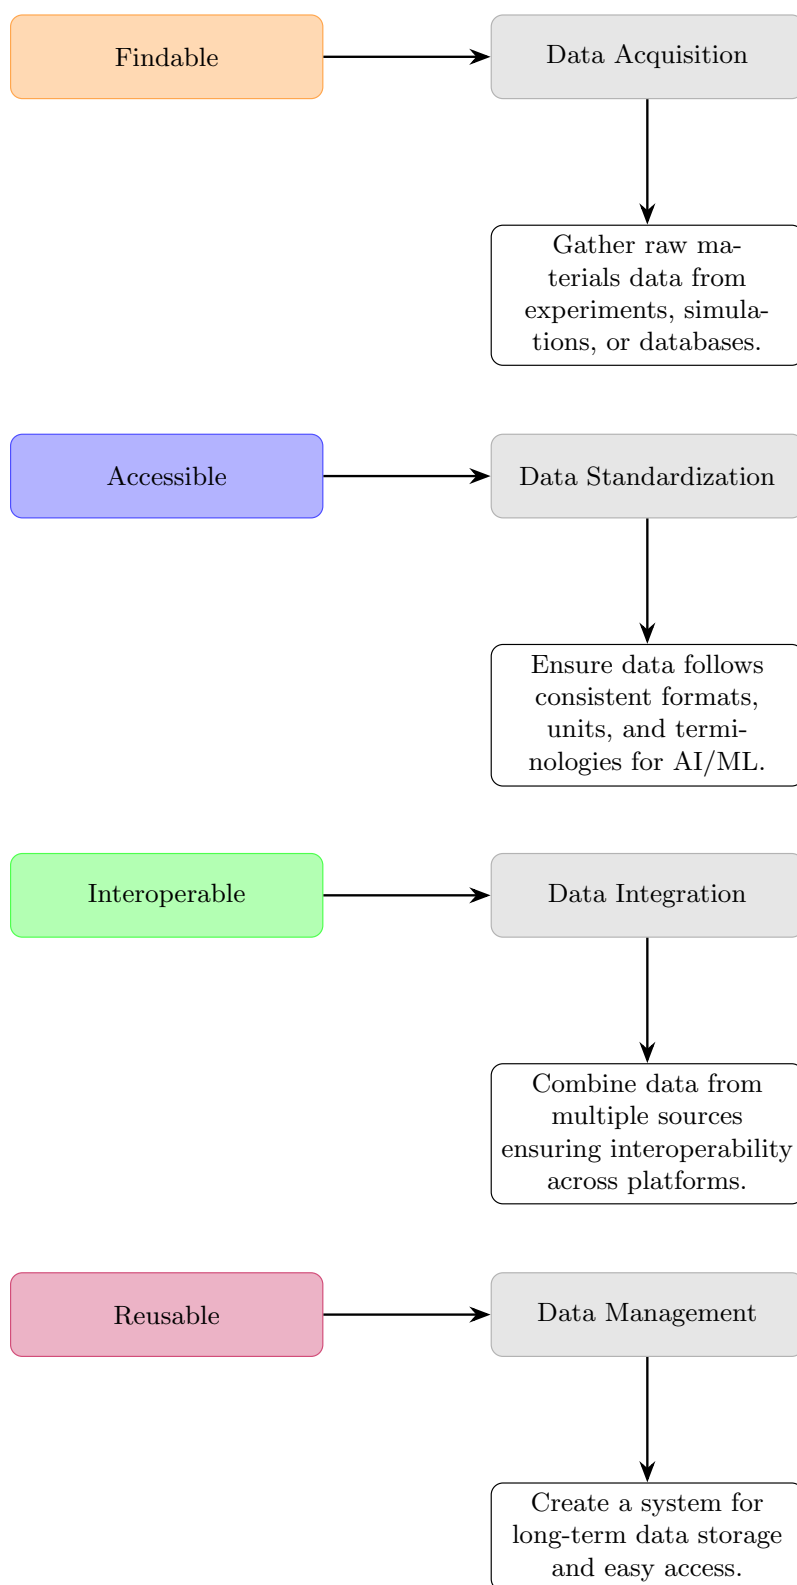 Findable
Data Acquisition
Gather raw ma-
terials data from
experiments, simula-
tions, or databases.
Accessible
Data Standardization
Ensure data follows
consistent formats,
units, and termi-
nologies for AI/ML.
Interoperable
Data Integration
Combine data from
multiple sources
ensuring interoperability
across platforms.
Reusable
Data Management
Create a system for
long-term data storage
and easy access.